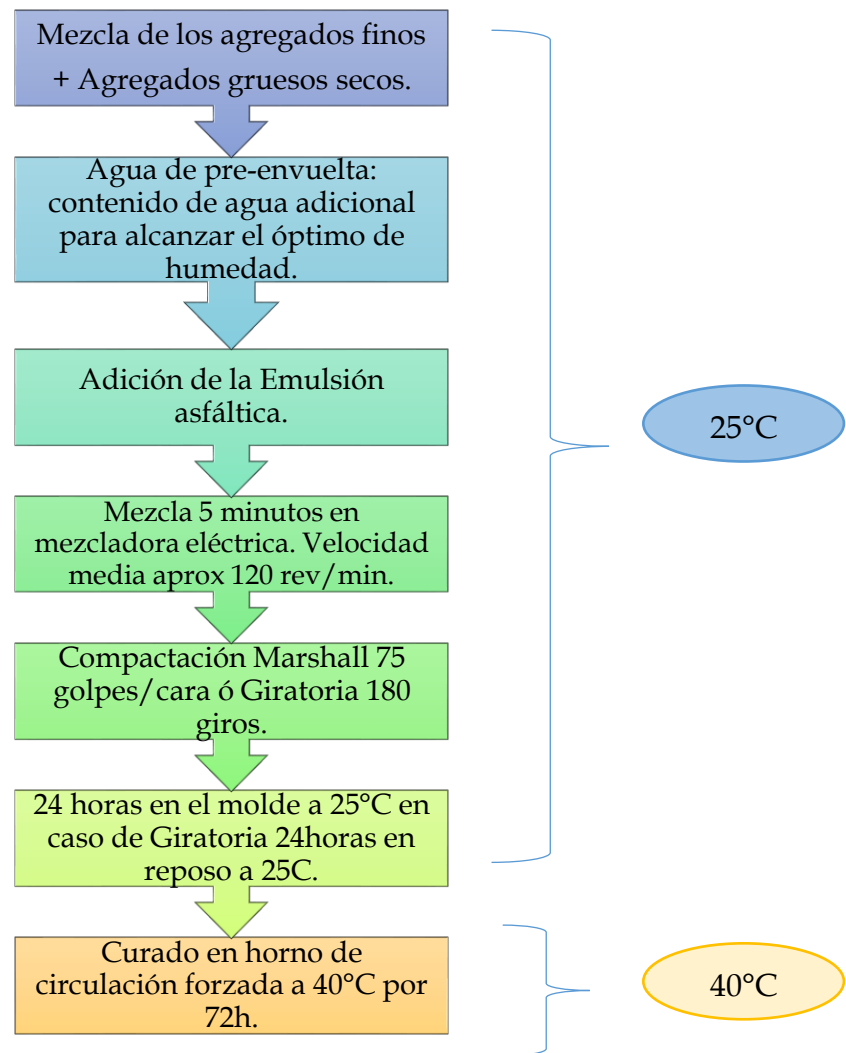 Mezcla de los agregados finos
+ Agregados gruesos secos.
Agua de pre-envuelta:
contenido de agua adicional
para alcanzar el óptimo de
humedad.
Adición de la Emulsión
asfáltica.
Mezcla 5 minutos en
mezcladora eléctrica. Velocidad
media aprox 120 rev/min.
Compactación Marshall 75
golpes/cara ó Giratoria 180
giros.
24 horas en el molde a 25°C en
caso de Giratoria 24horas en
reposo a 25C.
25°C
Curado en horno de
circulación forzada a 40°C por
72h.
40°C